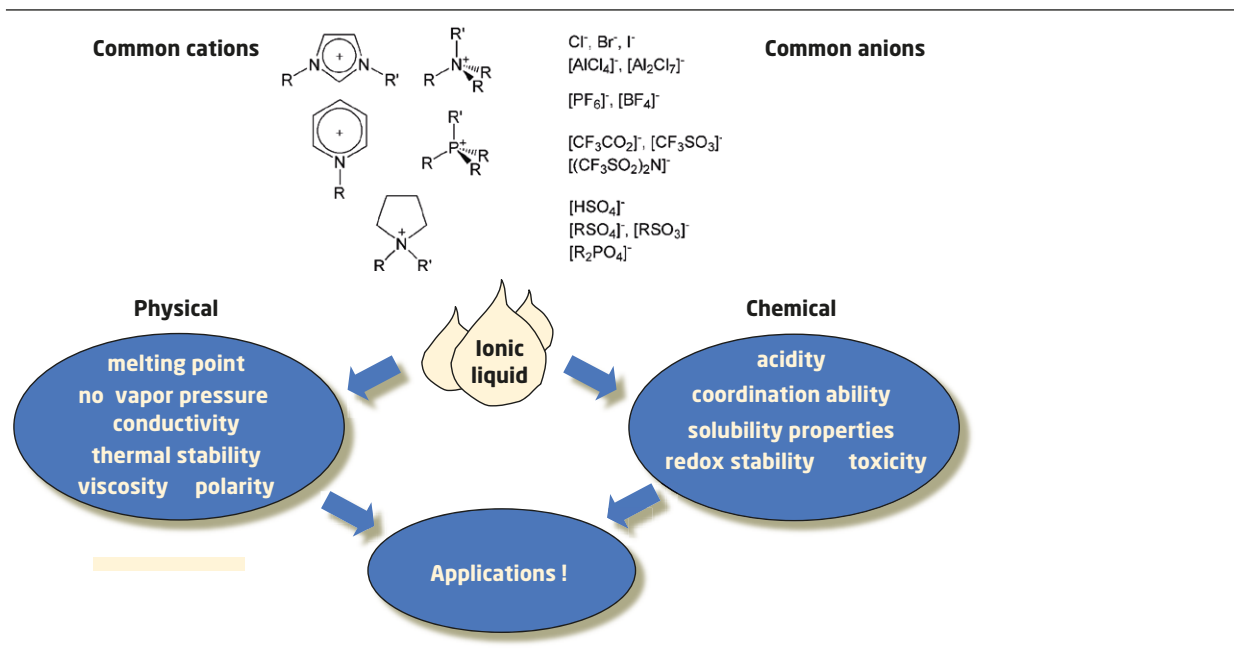 Common cations
Common anions
N
+
N
R
R'
R'
N+
R
R
R
+
N
R
R'
P+
R
R
R
+
N
R
R'
Cl-, Br-, I-
[AlCl4]-, [Al2Cl7]-
[PF6]-, [BF4]-
[CF3CO2]-, [CF3SO3]-
[(CF3SO2)2N]-
[HSO4]-
[RSO4]-, [RSO3]-
[R2PO4]-
Physical
Chemical
Ionic
liquid
melting point
no vapor pressure
conductivity
thermal stability
viscosity polarity
acidity
coordination ability
solubility properties
redox stability toxicity
Applications !